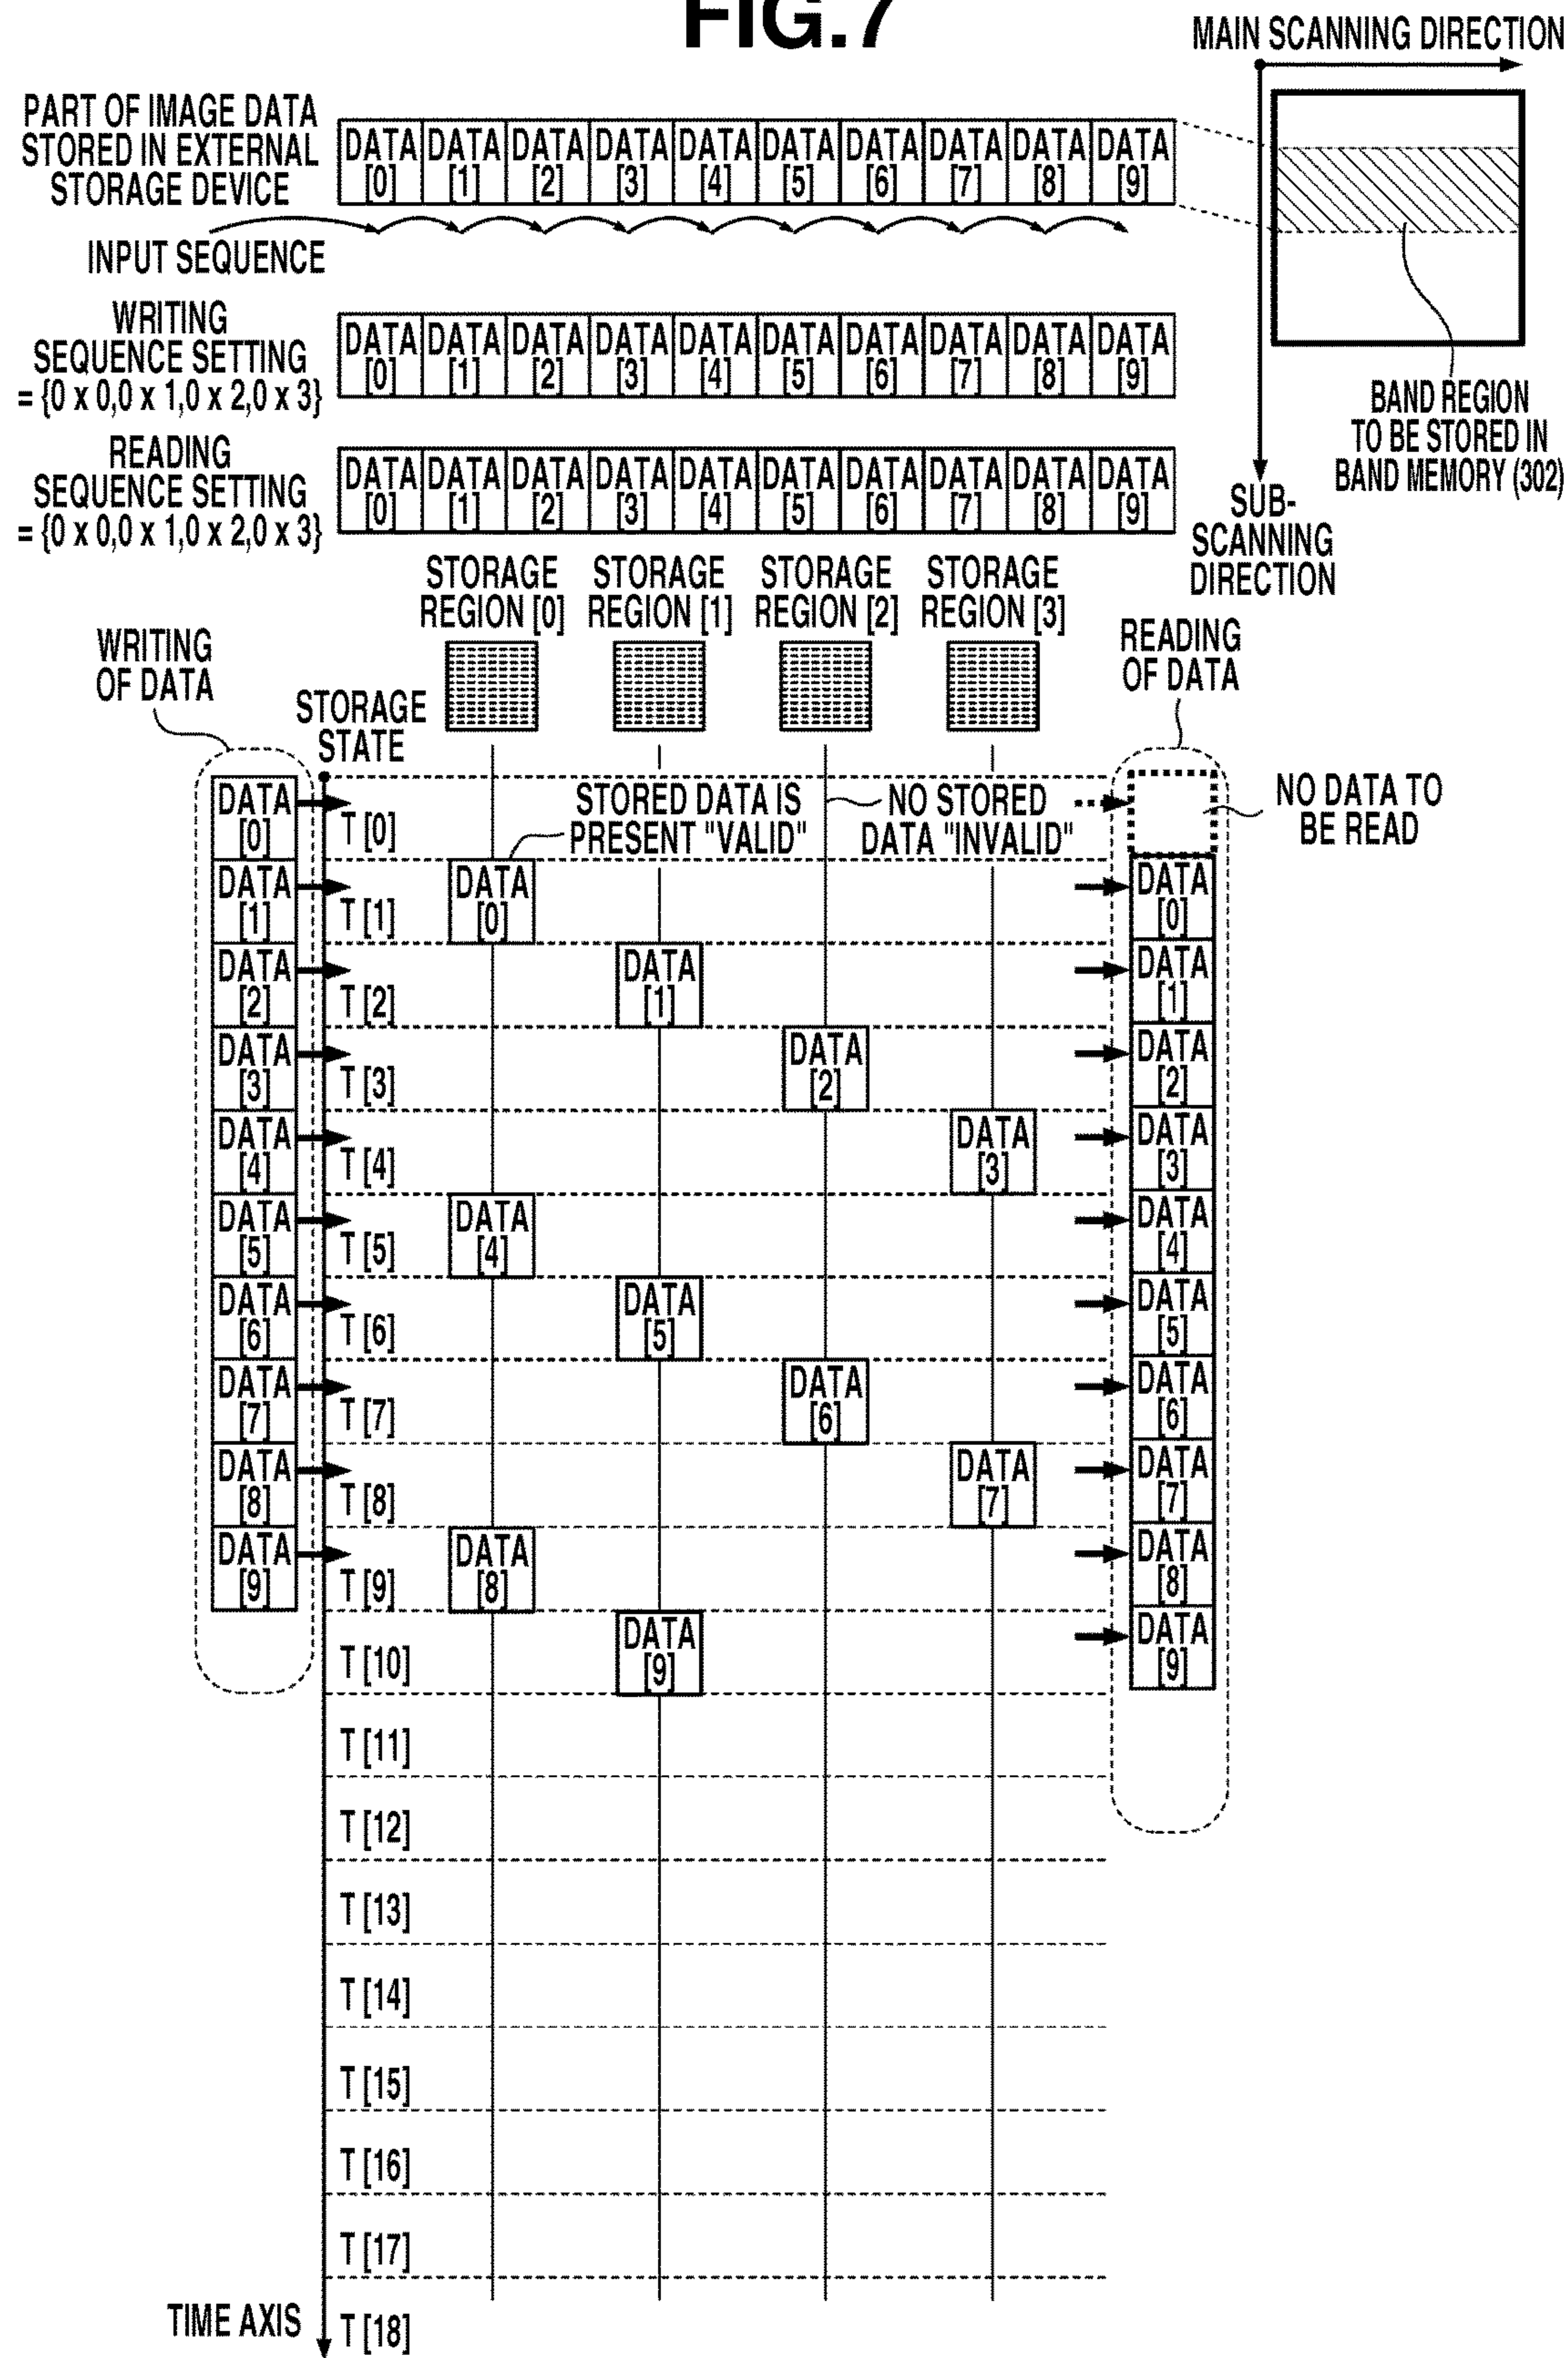 FIG.7
MAIN SCANNING DIRECTION
PART OF IMAGE DATA
STORED IN EXTERNAL
STORAGE DEVICE
DATA DATA DATA DATA DATA DATA DATA DATA DATA DATA
[0] [1] [2] [3] [4] [5] [6] [7] [8] [9]
INPUT SEQUENCE
WRITING
SEQUENCE SETTING
= {0 x 0,0 x 1,0 x 2,0 x 3}
DATA DATA DATA DATA DATA DATA DATA DATA DATA DATA
[0] [1] [2] [3] [4] [5] [6] [7] [8] [9]
BAND REGION
TO BE STORED IN
BAND MEMORY (302)
READING
SEQUENCE SETTING
= {0 x 0,0 x 1,0 x 2,0 x 3}
DATA DATA DATA DATA DATA DATA DATA DATA DATA DATA
[0] [1] [2] [3] [4] [5] [6] [7] [8] [9]
SUB-
SCANNING
DIRECTION
STORAGE
REGION [0]
STORAGE
REGION [1]
STORAGE
REGION [2]
STORAGE
REGION [3]
WRITING
OF DATA
READING
OF DATA
STORAGE
STATE
DATA
[0]
T [0]
STORED DATA IS
PRESENT "VALID"
NO STORED
DATA "INVALID"
NO DATA TO
BE READ
DATA
[1]
T [1]
DATA
[0]
DATA
[0]
DATA
[2]
T [2]
DATA
[1]
DATA
[1]
DATA
[3]
T [3]
DATA
[2]
DATA
[2]
DATA
[4]
T [4]
DATA
[3]
DATA
[3]
DATA
[5]
T [5]
DATA
[4]
DATA
[4]
DATA
[6]
T [6]
DATA
[5]
DATA
[5]
DATA
[7]
T [7]
DATA
[6]
DATA
[6]
DATA
[8]
T [8]
DATA
[7]
DATA
[7]
DATA
[9]
T [9]
DATA
[8]
DATA
[8]
T [10]
DATA
[9]
DATA
[9]
T [11]
T [12]
T [13]
T [14]
T [15]
T [16]
T [17]
TIME AXIS
T [18]